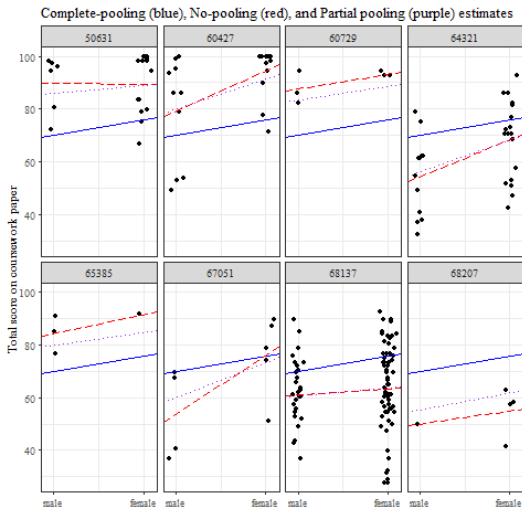 Complete-pooling (blue), No-pooling (red), and Partial pooling (purple) estimates
50631 60427 60729 64321
100
80
60
40
65385 67051 68137 68207
100
80
60
40
Total score on coursework paper
male female male female male female male female